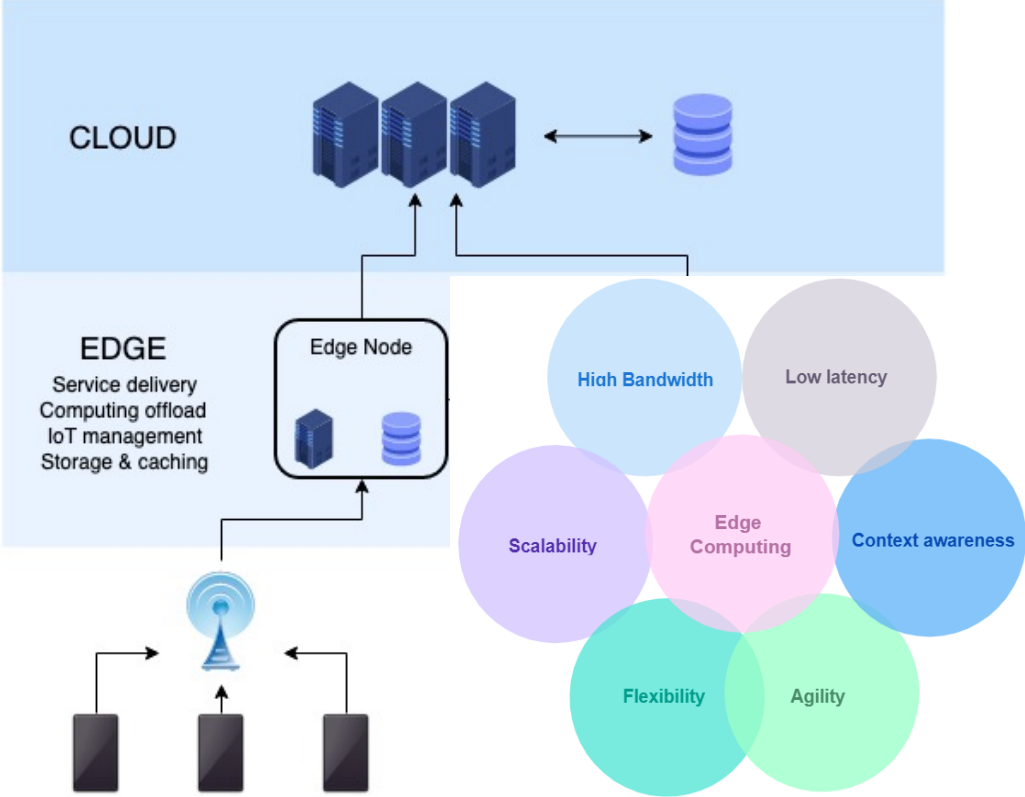 CLOUD
EDGE
Service delivery
Computing offload
IoT management
Storage & caching
Edge Node
High Bandwidth
Low latency
Scalability
Edge
Computing
Context awareness
Flexibility
Agility